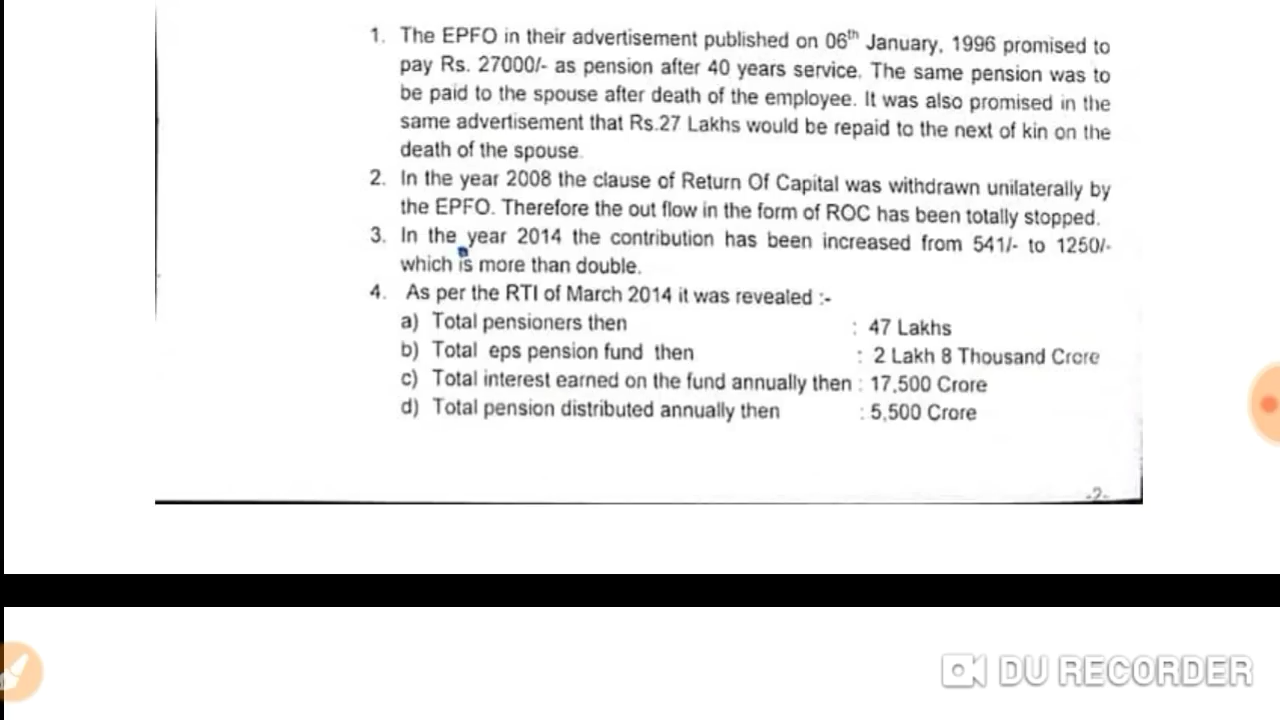 1. The EPFO in their advertisement published on 06th January, 1996 promised to
pay Rs. 27000/- as pension after 40 years service. The same pension was to
be paid to the spouse after death of the employee. It was also promised in the
same advertisement that Rs.27 Lakhs would be repaid to the next of kin on the
death of the spouse.
2. In the year 2008 the clause of Return Of Capital was withdrawn unilaterally by
the EPFO. Therefore the out flow in the form of ROC has been totally stopped.
3. In the year 2014 the contribution has been increased from 541/- to 1250/-
which is more than double.
4. As per the RTI of March 2014 it was revealed :-
a) Total pensioners then : 47 Lakhs
b) Total eps pension fund then : 2 Lakh 8 Thousand Crore
c) Total interest earned on the fund annually then : 17,500 Crore
d) Total pension distributed annually then : 5,500 Crore
-2-
DU RECORDER